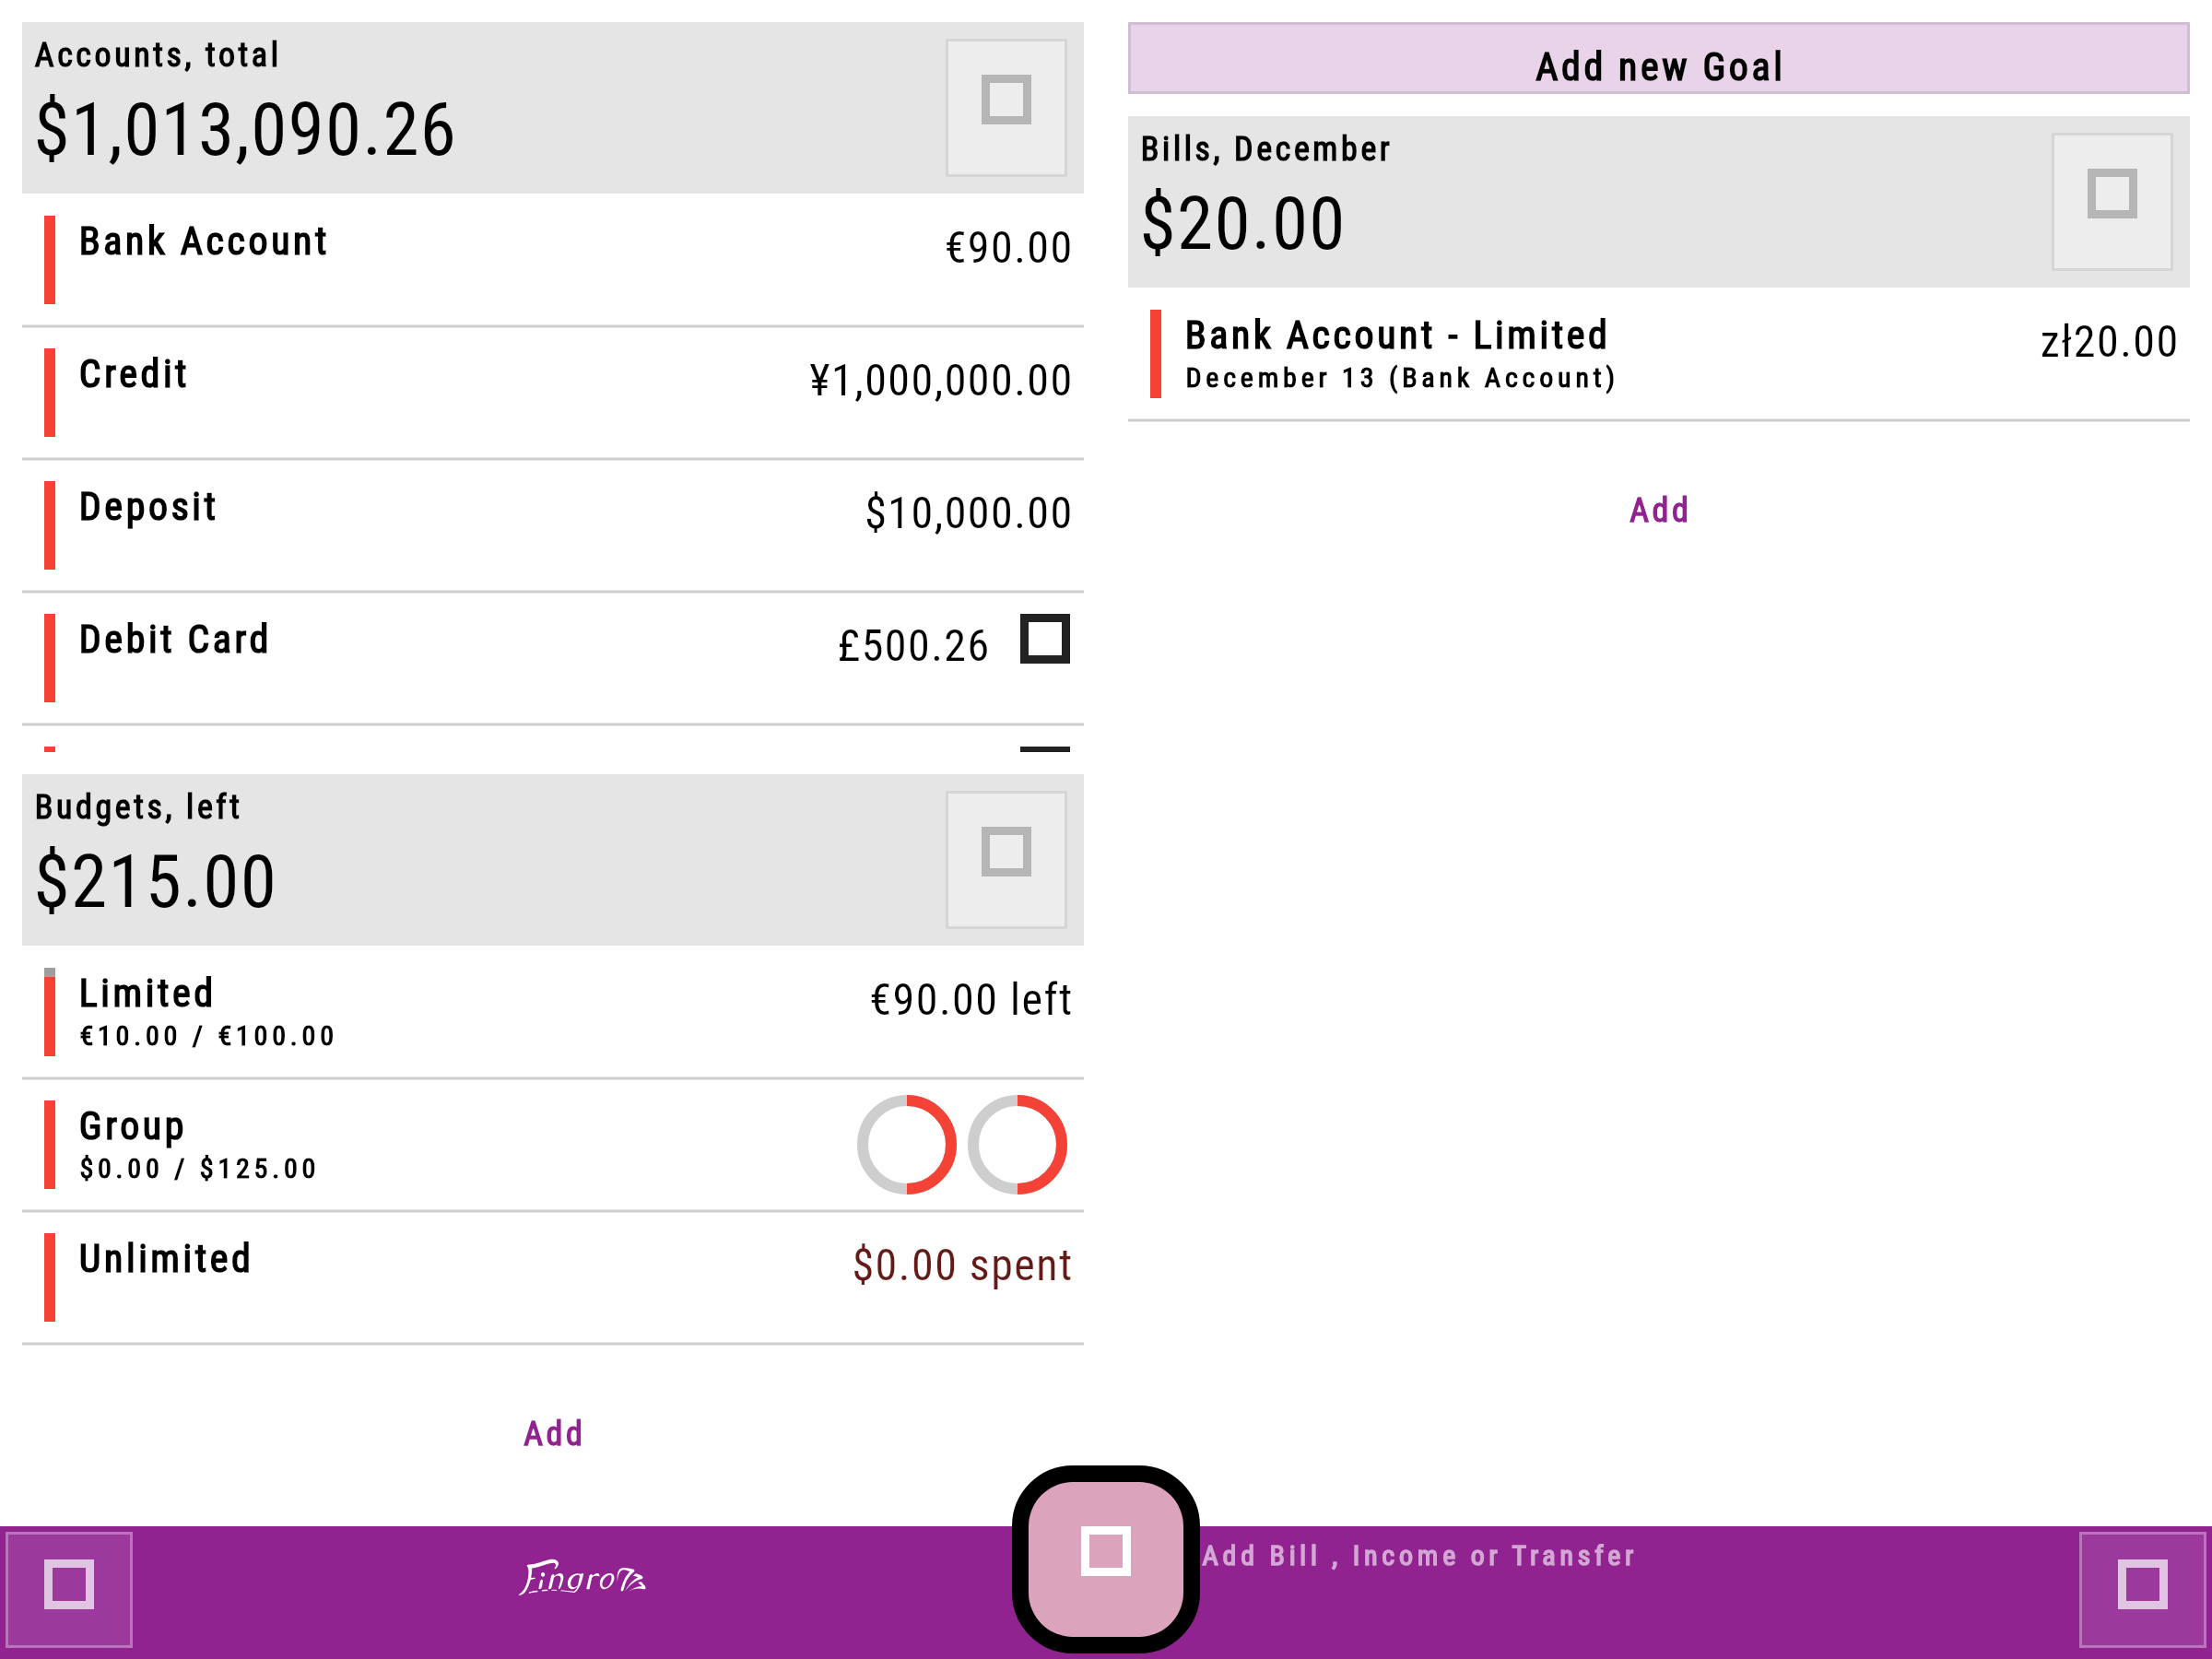 Accounts, total
$1,013,090.26
Bank Account
€90.00
Credit
¥1,000,000.00
Deposit
$10,000.00
Debit Card
£500.26
Budgets, left
$215.00
Limited
€90.00 left
€10.00 / €100.00
Group
$0.00 / $125.00
Unlimited
$0.00 spent
Add
Add new Goal
Bills, December
$20.00
Bank Account - Limited
zł20.00
December 13 (Bank Account)
Add
Fingro
Add Bill , Income or Transfer